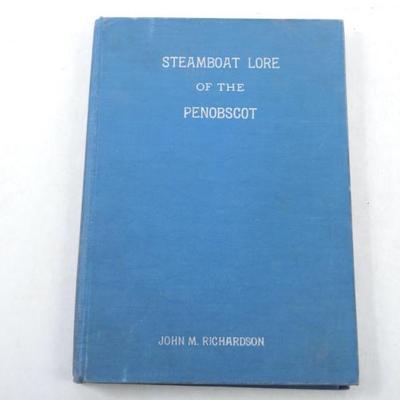 STEAMBOAT LORE
OF THE
PENOBSCOT
JOHN M. RICHARDSON